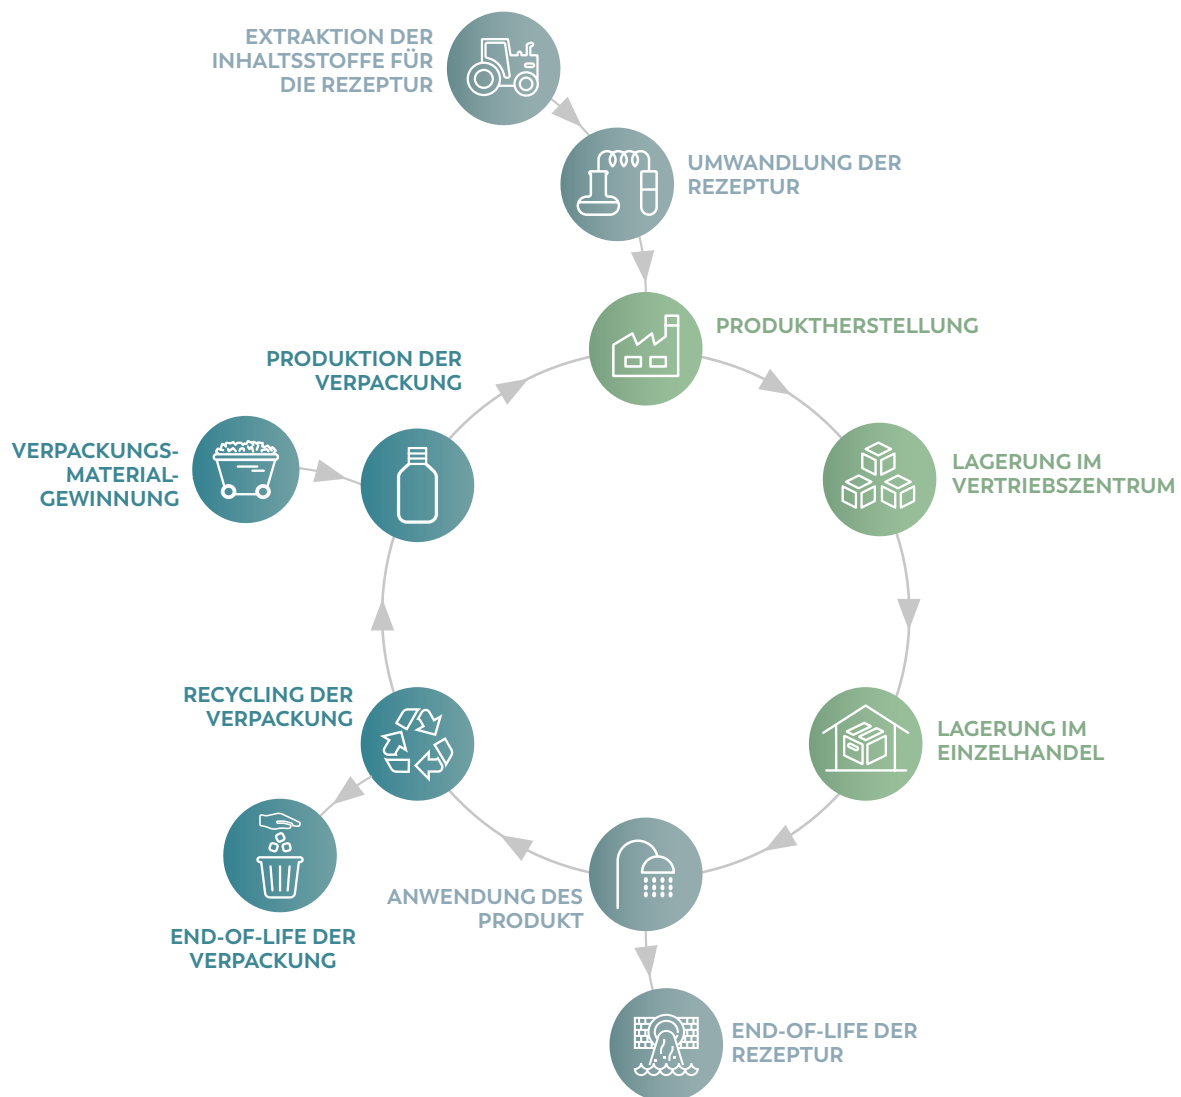 EXTRAKTION DER
INHALTSSTOFFE FÜR
DIE REZEPTUR
UMWANDLUNG DER
REZEPTUR
PRODUKTHERSTELLUNG
PRODUKTION DER
VERPACKUNG
VERPACKUNGS-
MATERIAL-
GEWINNUNG
LAGERUNG IM
VERTRIEBSZENTRUM
RECYCLING DER
VERPACKUNG
LAGERUNG IM
EINZELHANDEL
ANWENDUNG DES
PRODUKT
END-OF-LIFE DER
VERPACKUNG
END-OF-LIFE DER
REZEPTUR